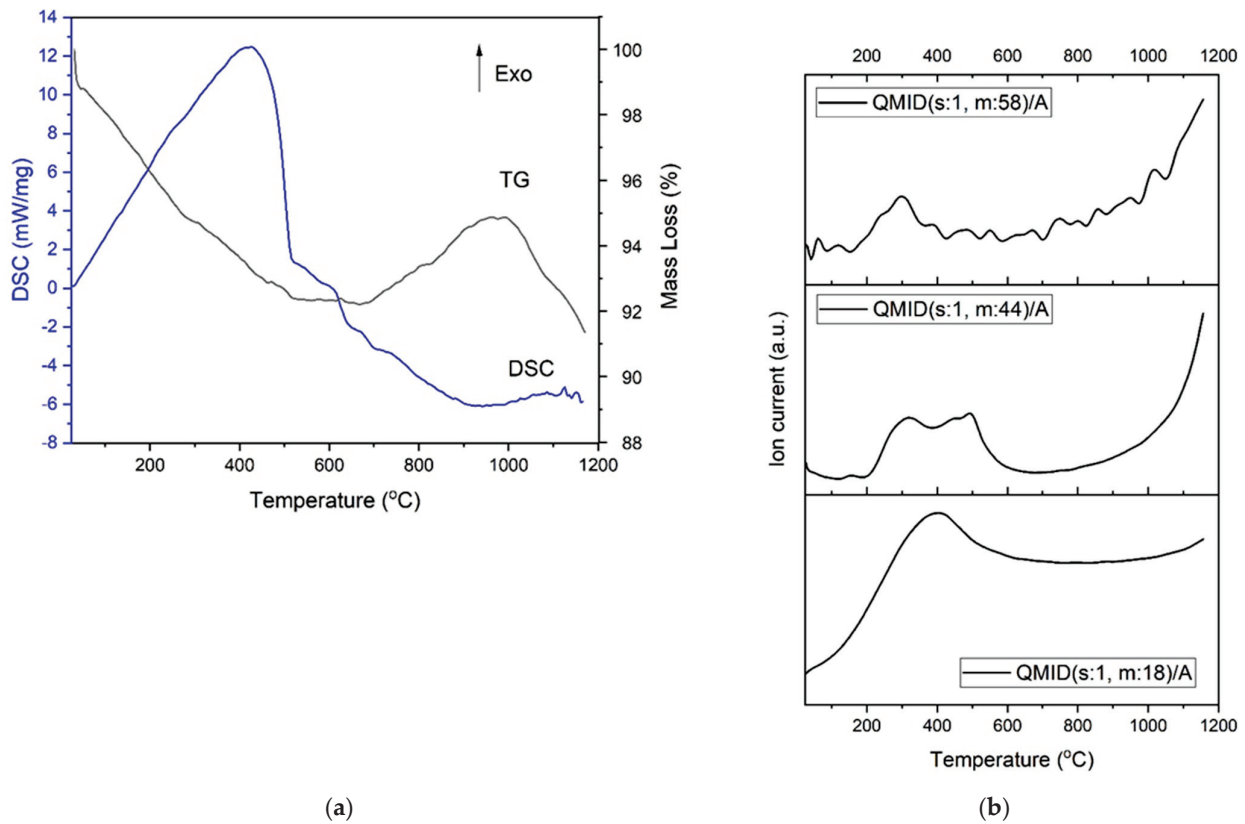 14
12
10
8
6
4
2
0
-2
-4
-6
-8
DSC (mW/mg)
Exo
TG
DSC
100
98
96
94
92
90
88
Mass Loss (%)
200 400 600 800 1000 1200
Temperature (°C)
(a)
200 400 600 800 1000 1200
QMID(s:1, m:58)/A
QMID(s:1, m:44)/A
Ion current (a.u.)
QMID(s:1, m:18)/A
200 400 600 800 1000 1200
Temperature (°C)
(b)